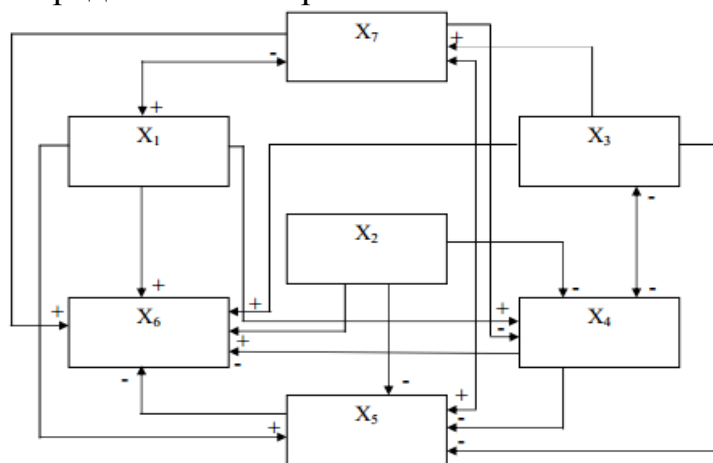 X₇
+
-
+
+
X₁
X₃
-
X₂
+
+
+
-
-
+
-
X₆
X₄
+
-
-
-
+
-
+
X₅
-